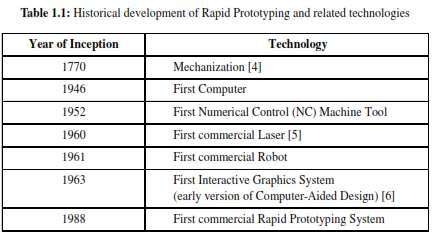 Table 1.1: Historical development of Rapid Prototyping and related technologies
Year of Inception Technology
1770 Mechanization [4]
1946 First Computer
1952 First Numerical Control (NC) Machine Tool
1960 First commercial Laser [5]
1961 First commercial Robot
1963 First Interactive Graphics System
(early version of Computer-Aided Design) [6]
1988 First commercial Rapid Prototyping System